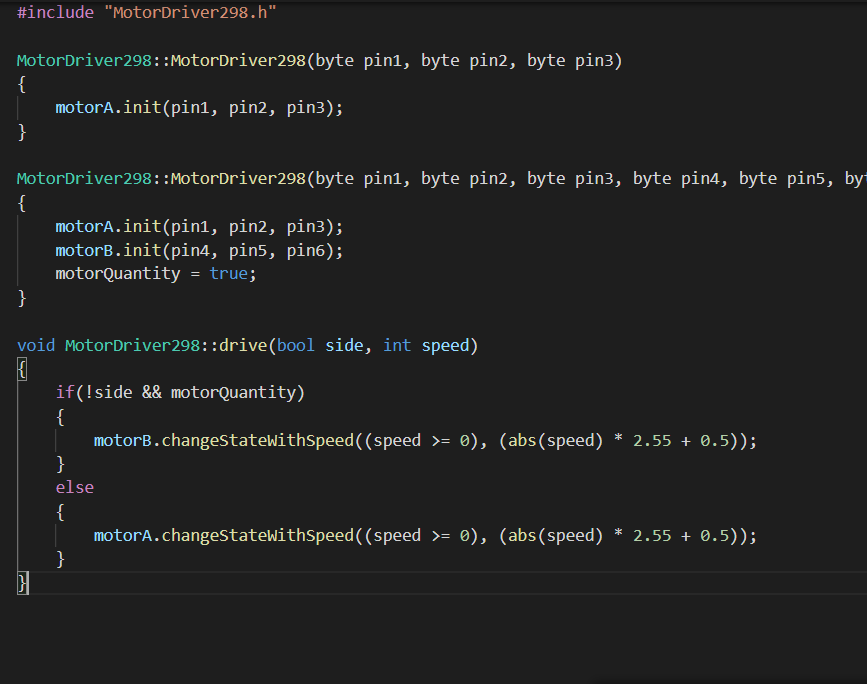 #include "MotorDriver298.h"

MotorDriver298::MotorDriver298(byte pin1, byte pin2, byte pin3)
{
    motorA.init(pin1, pin2, pin3);
}

MotorDriver298::MotorDriver298(byte pin1, byte pin2, byte pin3, byte pin4, byte pin5, by
{
    motorA.init(pin1, pin2, pin3);
    motorB.init(pin4, pin5, pin6);
    motorQuantity = true;
}

void MotorDriver298::drive(bool side, int speed)
{
    if(!side && motorQuantity)
    {
        motorB.changeStateWithSpeed((speed >= 0), (abs(speed) * 2.55 + 0.5));
    }
    else
    {
        motorA.changeStateWithSpeed((speed >= 0), (abs(speed) * 2.55 + 0.5));
    }
}